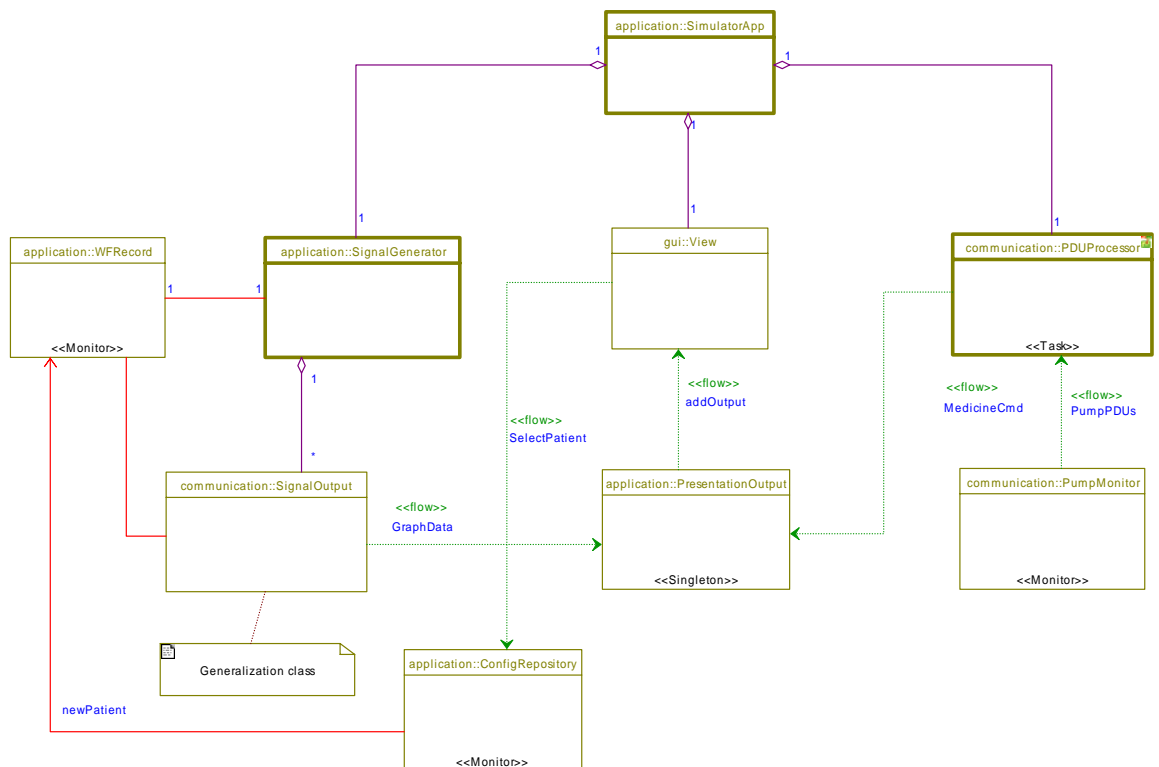 application::SimulatorApp
1
1
1
1
1
1
application::WFRecord
<<Monitor>>
1
1
application::SignalGenerator
gui::View
communication::PDUProcessor
<<Task>>
1
*
<<flow>>
SelectPatient
<<flow>>
addOutput
<<flow>>
MedicineCmd
<<flow>>
PumpPDUs
communication::SignalOutput
<<flow>>
GraphData
application::PresentationOutput
<<Singleton>>
communication::PumpMonitor
<<Monitor>>
Generalization class
newPatient
application::ConfigRepository
<<Monitor>>